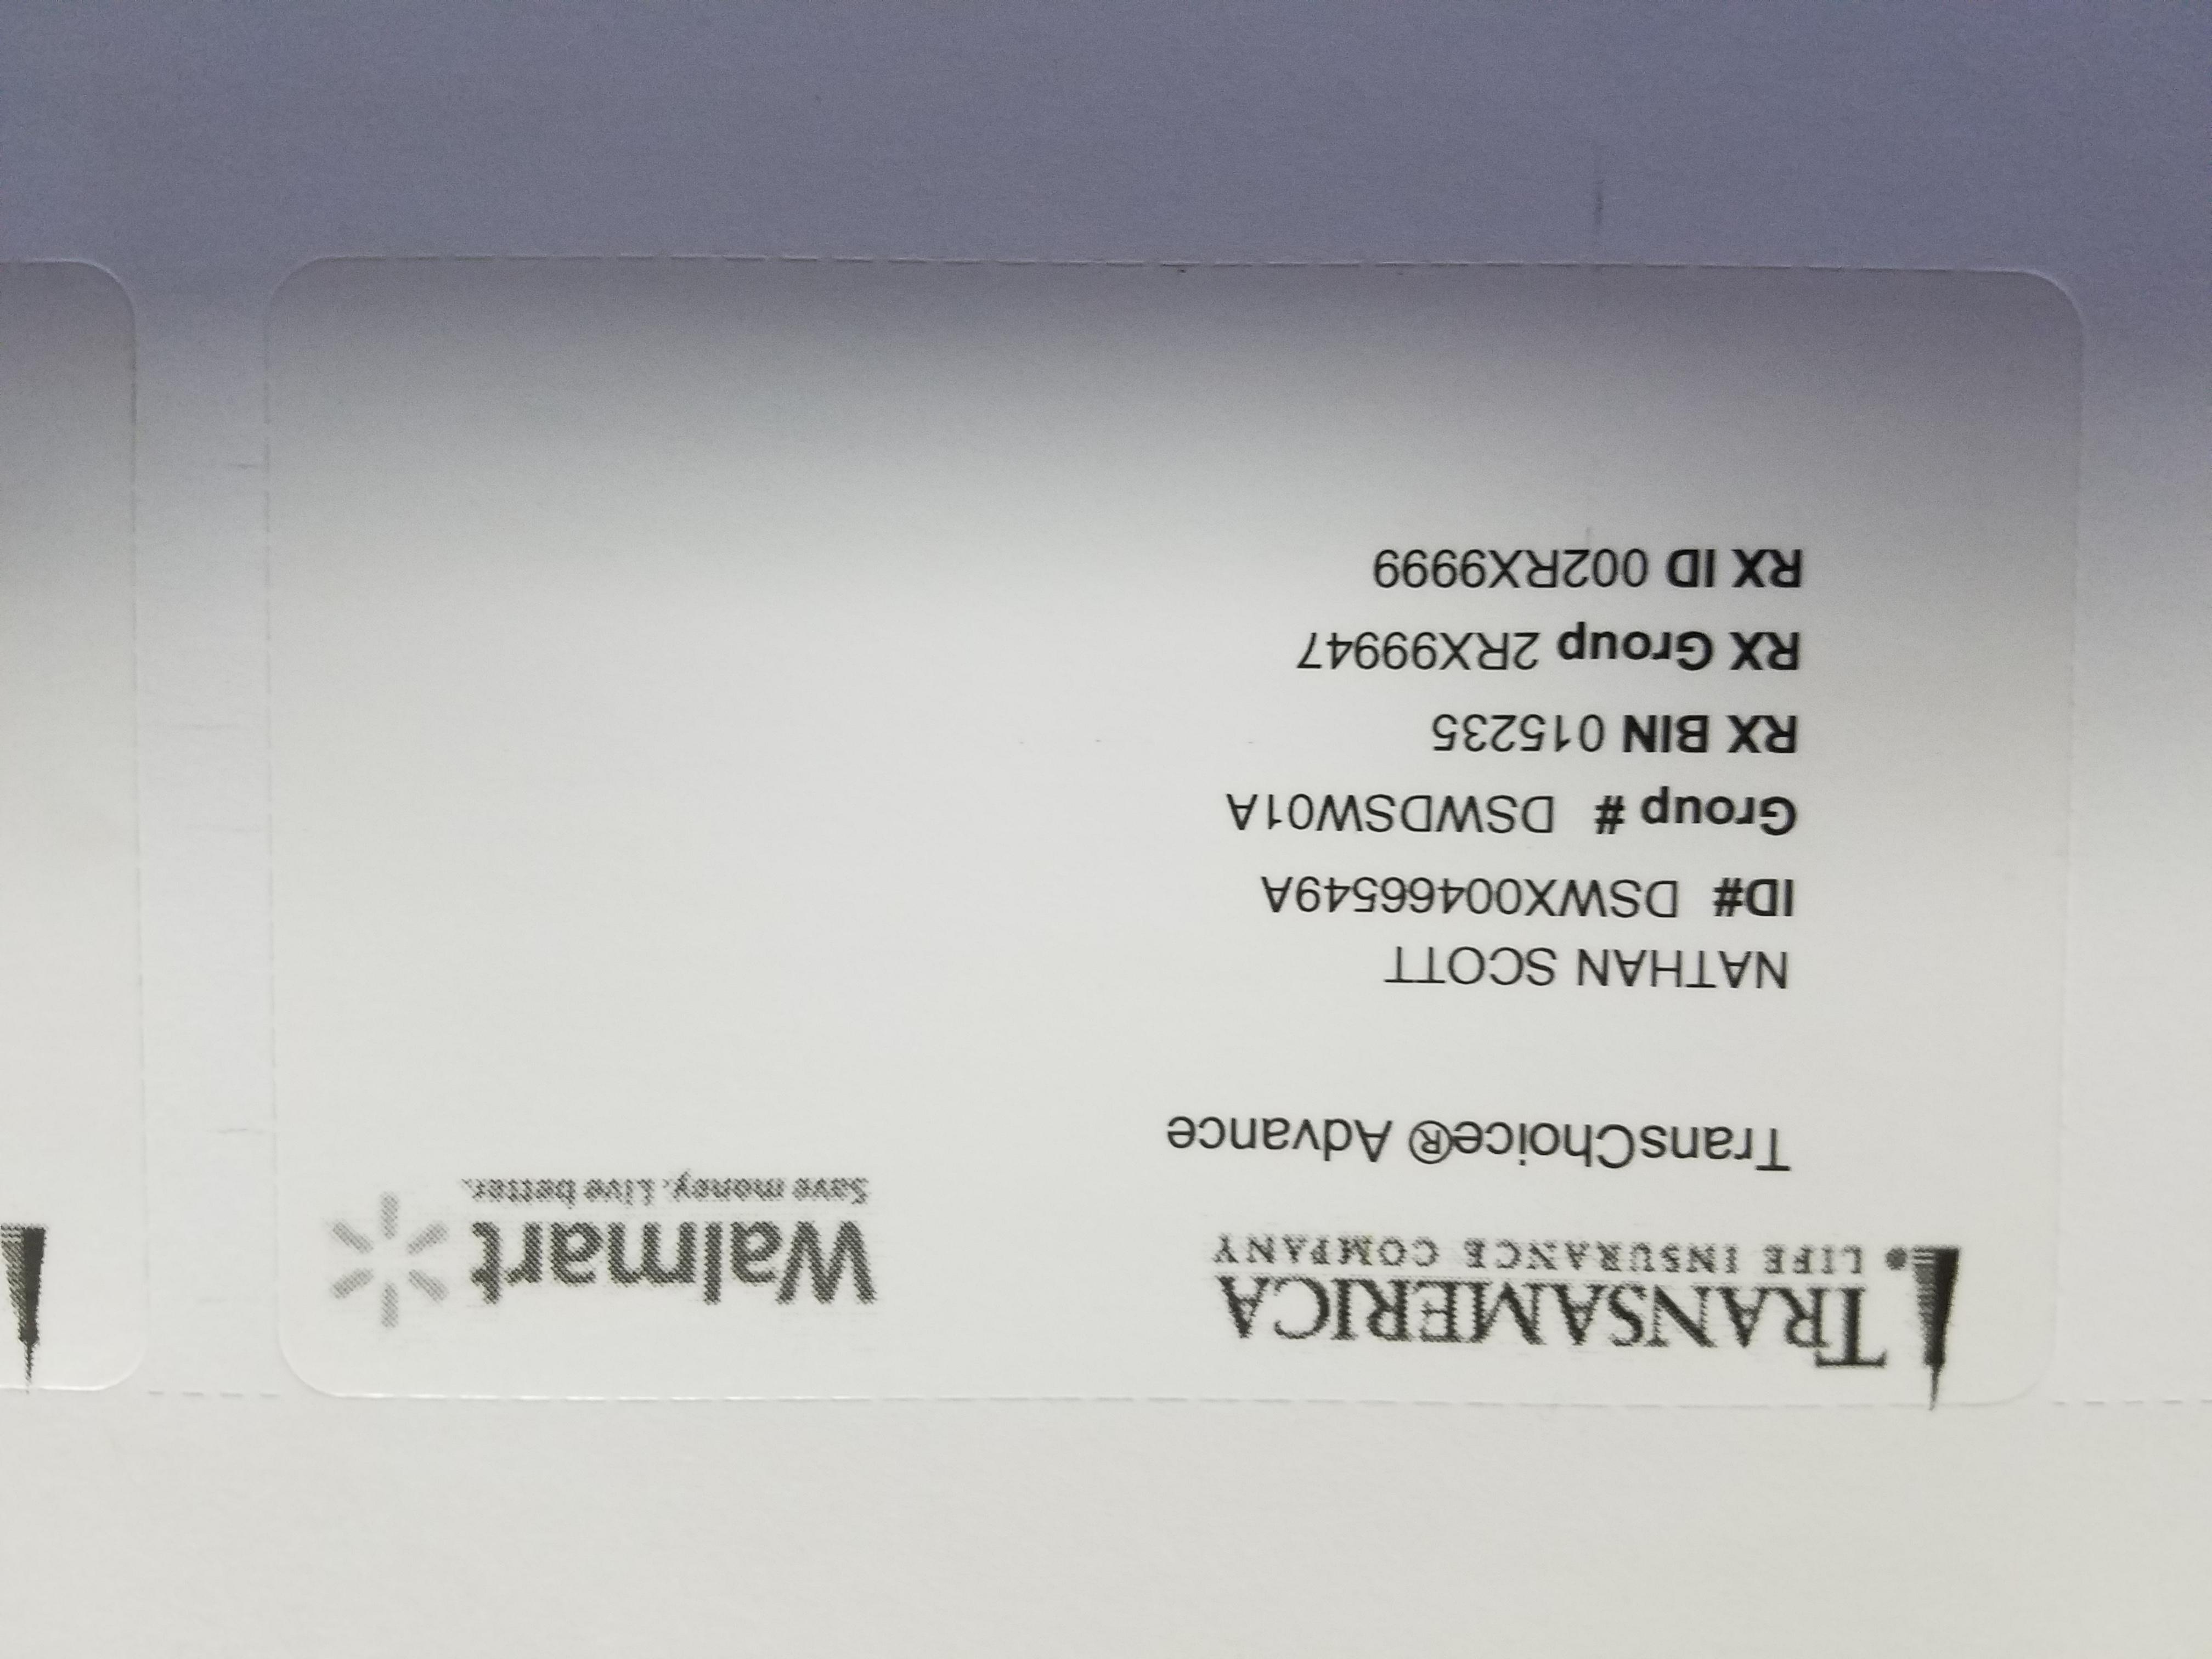 TRANSAMERICA
LIFE INSURANCE COMPANY
Walmart
Save money. Live better.
TransChoice® Advance
NATHAN SCOTT
ID# DSWX00466549A
Group # DSWDSW01A
RX BIN 015235
RX Group 2RX99947
RX ID 002RX9999